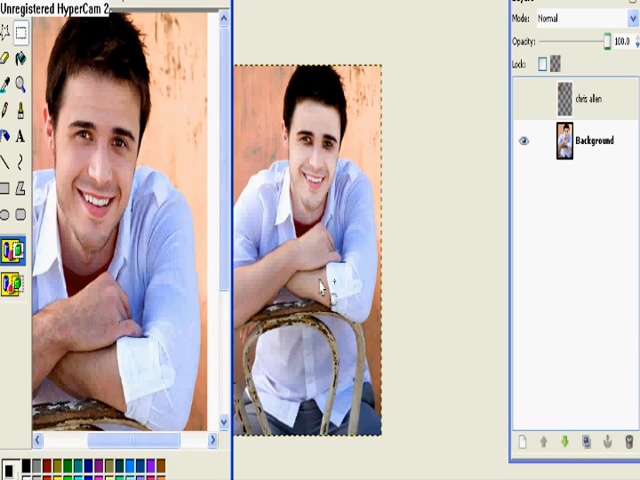 Unregistered HyperCam 2
Mode: Normal
Opacity: 100.0
Lock:
chris allen
Background